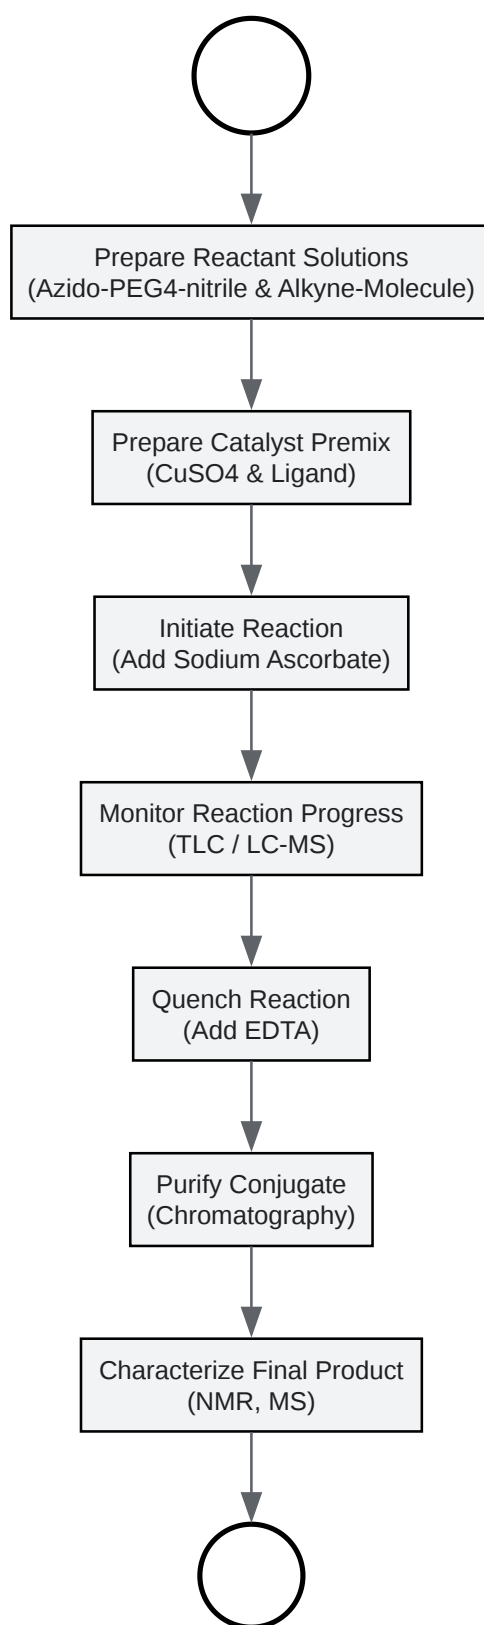 Prepare Reactant Solutions
(Azido-PEG4-nitrile & Alkyne-Molecule)
Prepare Catalyst Premix
(CuSO4 & Ligand)
Initiate Reaction
(Add Sodium Ascorbate)
Monitor Reaction Progress
(TLC / LC-MS)
Quench Reaction
(Add EDTA)
Purify Conjugate
(Chromatography)
Characterize Final Product
(NMR, MS)